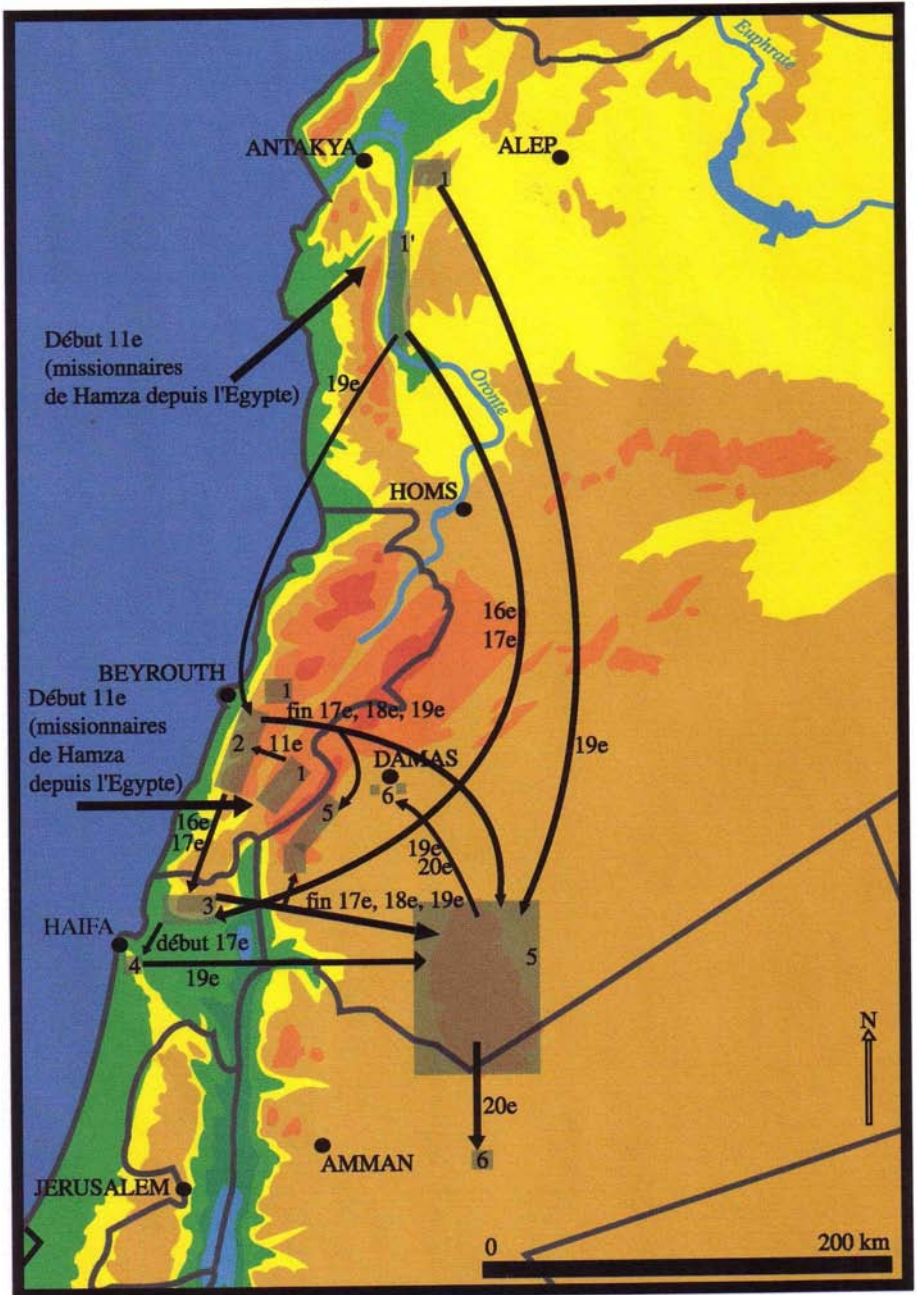 Euphrate
ANTAKYA
ALEP
1
1'
Début 11e
(missionnaires
de Hamza depuis l'Egypte)
19e
Oronte
HOMS
16e
17e
BEYROUTH
1
Début 11e
(missionnaires
de Hamza
depuis l'Egypte)
fin 17e, 18e, 19e
19e
2
11e
1
DAMAS
6
5
16e
17e
19e
20e
3
fin 17e, 18e, 19e
HAIFA
début 17e
4
19e
5
N
20e
6
AMMAN
JERUSALEM
0
200 km